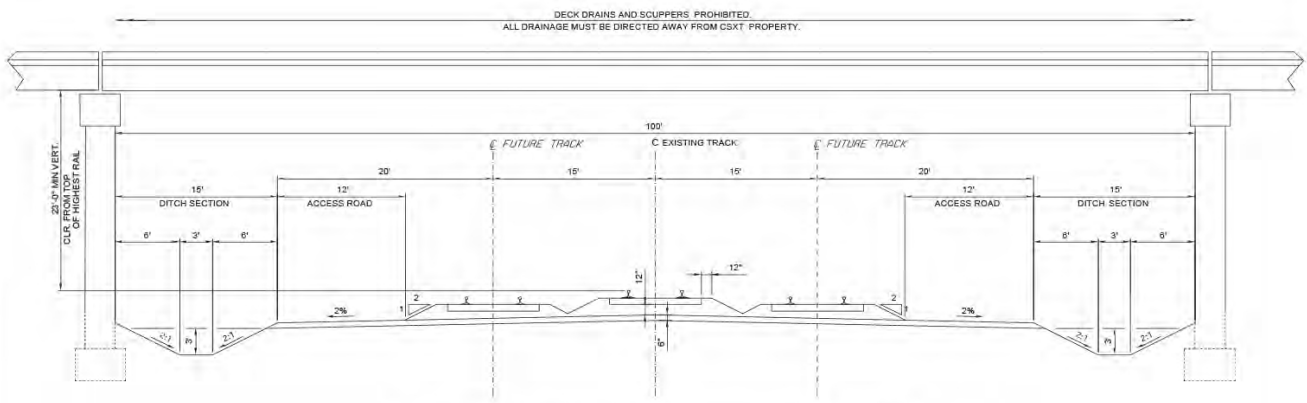 DECK DRAINS AND SCUPPERS PROHIBITED.
ALL DRAINAGE MUST BE DIRECTED AWAY FROM CSXT PROPERTY.
100'
℄ FUTURE TRACK
℄ EXISTING TRACK
℄ FUTURE TRACK
23'-0" MIN VERT.
CLR. FROM TOP
OF HIGHEST RAIL
20'
15'
15'
20'
15'
DITCH SECTION
12'
ACCESS ROAD
12'
ACCESS ROAD
15'
DITCH SECTION
6'
3'
6'
6'
3'
6'
12"
12"
2
1
2
1
2%
2%
6"
2:1
3'
2:1
2:1
3'
2:1